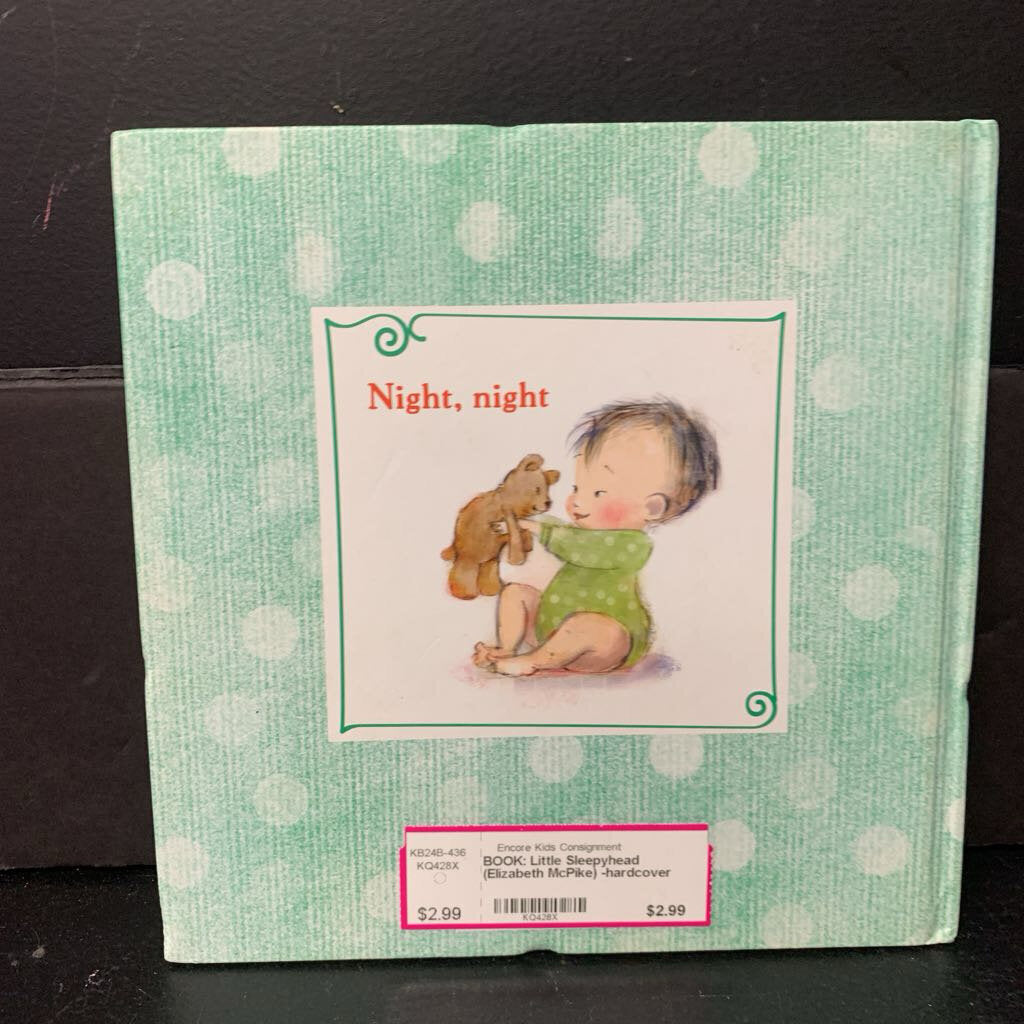 Night, night
KB24B-436
KQ428X
$2.99
Encore Kids Consignment
BOOK: Little Sleepyhead
(Elizabeth McPike) -hardcover
KQ428X
$2.99